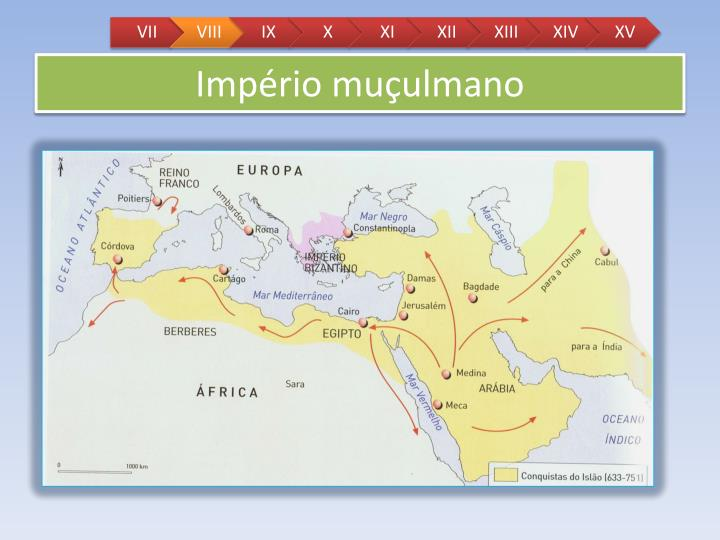 VII VIII IX X XI XII XIII XIV XV
Império muçulmano
N
OCEANO ATLÂNTICO
REINO
FRANCO
EUROPA
Poitiers
Lombardos
Roma
Mar Negro
Constantinopla
Mar Cáspio
Córdova
IMPÉRIO
BIZANTINO
para a China
Cabul
Cartágo
Damas
Bagdade
Mar Mediterrâneo
Jerusalém
Cairo
BERBERES
EGIPTO
para a Índia
Medina
Sara
ÁFRICA
Mar Vermelho
ARÁBIA
Meca
OCEANO
ÍNDICO
0 1000 km
Conquistas do Islão (633-751)